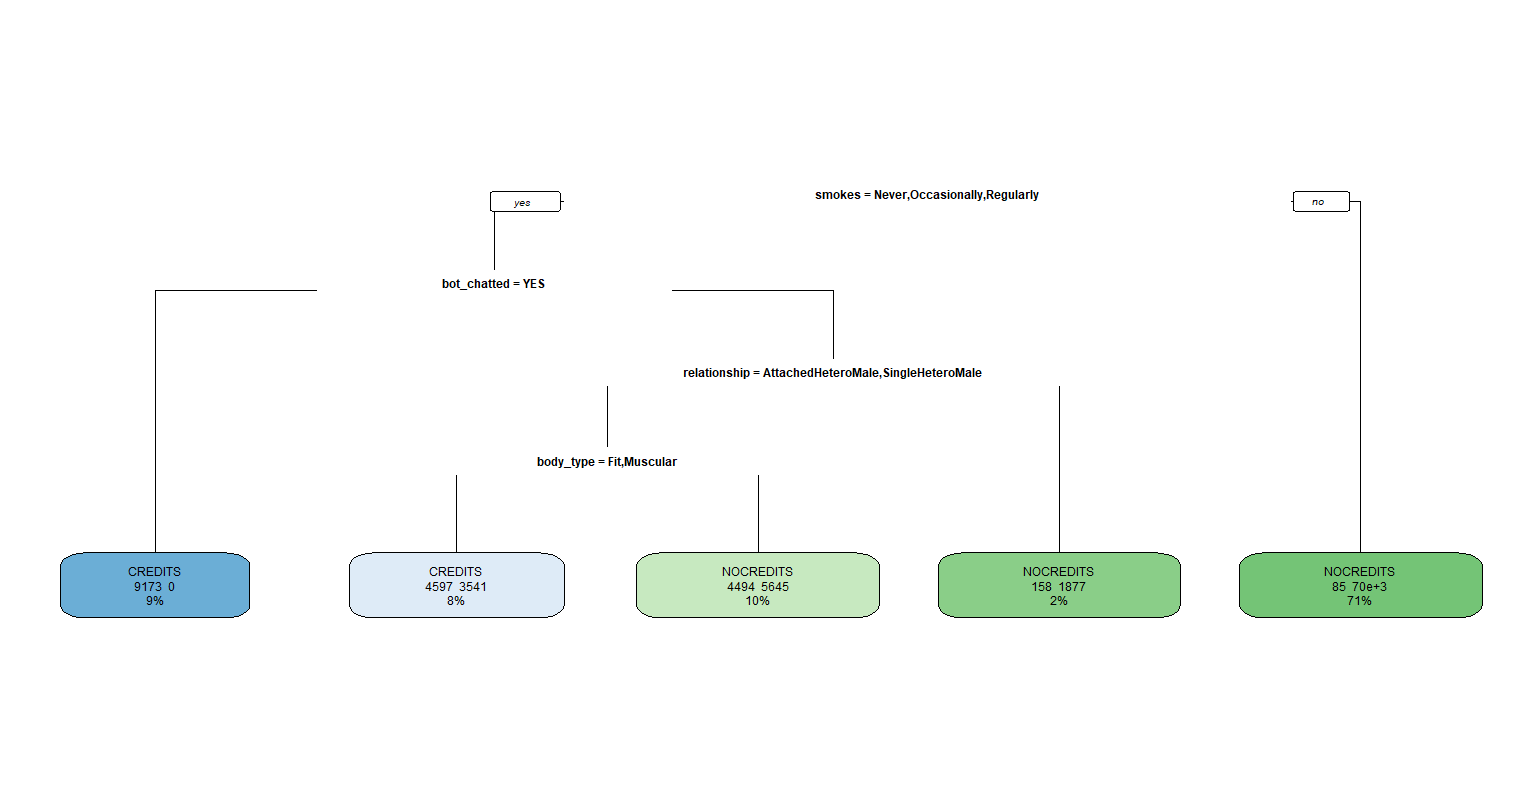 smokes = Never,Occasionally,Regularly
yes
no
bot_chatted = YES
relationship = AttachedHeteroMale,SingleHeteroMale
body_type = Fit,Muscular
CREDITS
9173 0
9%
CREDITS
4597 3541
8%
NOCREDITS
4494 5645
10%
NOCREDITS
158 1877
2%
NOCREDITS
85 70e+3
71%